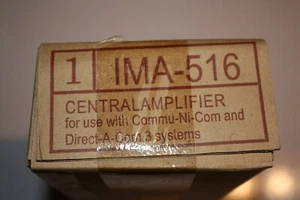 1 IMA-516
CENTRALAMPLIFIER
for use with Commu-Ni-Com and
Direct-A-Com 3 systems